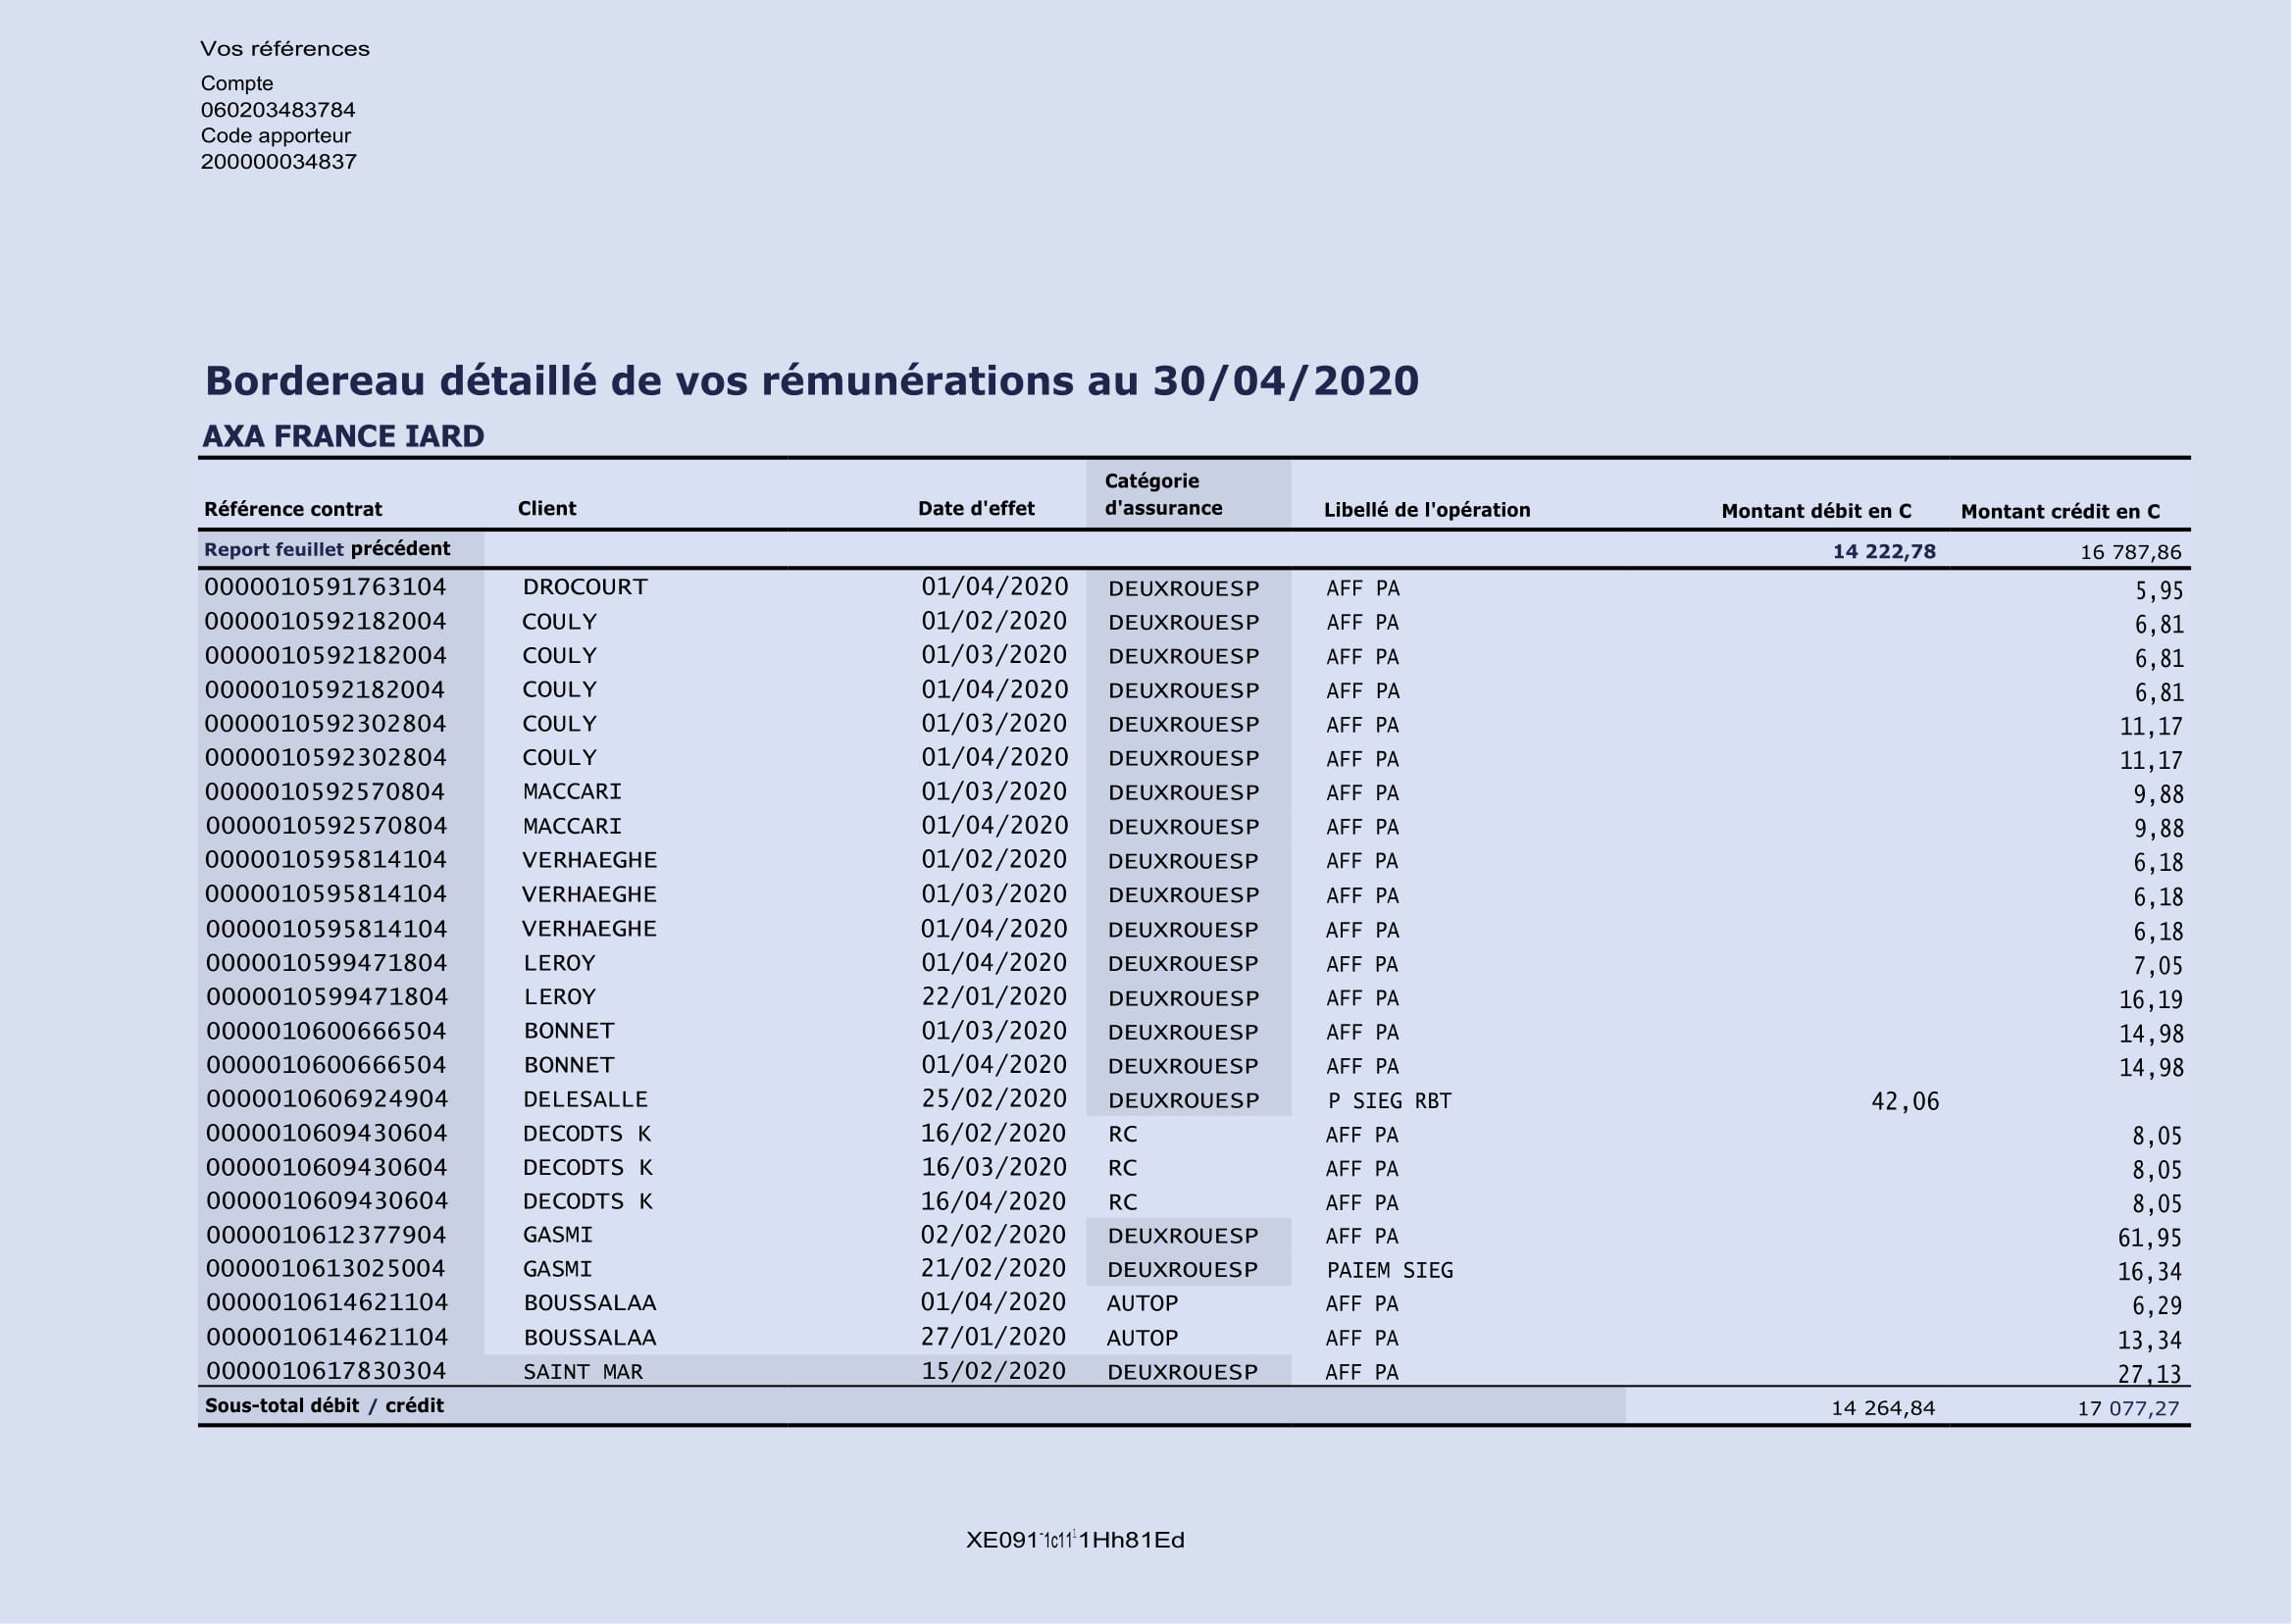 Vos références
Compte
060203483784
Code apporteur
200000034837
Bordereau détaillé de vos rémunérations au 30/04/2020
AXA FRANCE IARD
Référence contrat Client Date d'effet Catégorie d'assurance Libellé de l'opération Montant débit en C Montant crédit en C
Report feuillet précédent 14 222,78 16 787,86
0000010591763104 DROCOURT 01/04/2020 DEUXROUESP AFF PA 5,95
0000010592182004 COULY 01/02/2020 DEUXROUESP AFF PA 6,81
0000010592182004 COULY 01/03/2020 DEUXROUESP AFF PA 6,81
0000010592182004 COULY 01/04/2020 DEUXROUESP AFF PA 6,81
0000010592302804 COULY 01/03/2020 DEUXROUESP AFF PA 11,17
0000010592302804 COULY 01/04/2020 DEUXROUESP AFF PA 11,17
0000010592570804 MACCARI 01/03/2020 DEUXROUESP AFF PA 9,88
0000010592570804 MACCARI 01/04/2020 DEUXROUESP AFF PA 9,88
0000010595814104 VERHAEGHE 01/02/2020 DEUXROUESP AFF PA 6,18
0000010595814104 VERHAEGHE 01/03/2020 DEUXROUESP AFF PA 6,18
0000010595814104 VERHAEGHE 01/04/2020 DEUXROUESP AFF PA 6,18
0000010599471804 LEROY 01/04/2020 DEUXROUESP AFF PA 7,05
0000010599471804 LEROY 22/01/2020 DEUXROUESP AFF PA 16,19
0000010600666504 BONNET 01/03/2020 DEUXROUESP AFF PA 14,98
0000010600666504 BONNET 01/04/2020 DEUXROUESP AFF PA 14,98
0000010606924904 DELESALLE 25/02/2020 DEUXROUESP P SIEG RBT 42,06
0000010609430604 DECODTS K 16/02/2020 RC AFF PA 8,05
0000010609430604 DECODTS K 16/03/2020 RC AFF PA 8,05
0000010609430604 DECODTS K 16/04/2020 RC AFF PA 8,05
0000010612377904 GASMI 02/02/2020 DEUXROUESP AFF PA 61,95
0000010613025004 GASMI 21/02/2020 DEUXROUESP PAIEM SIEG 16,34
0000010614621104 BOUSSALAA 01/04/2020 AUTOP AFF PA 6,29
0000010614621104 BOUSSALAA 27/01/2020 AUTOP AFF PA 13,34
0000010617830304 SAINT MAR 15/02/2020 DEUXROUESP AFF PA 27,13
Sous-total débit / crédit 14 264,84 17 077,27